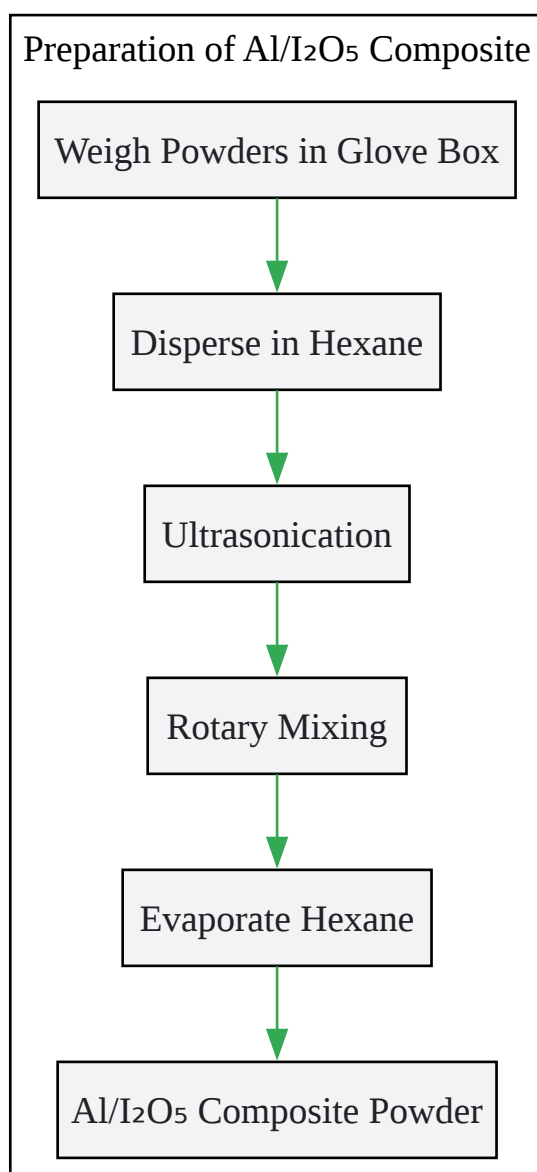 Preparation of Al/I₂O₅ Composite
Weigh Powders in Glove Box
Disperse in Hexane
Ultrasonication
Rotary Mixing
Evaporate Hexane
Al/I₂O₅ Composite Powder